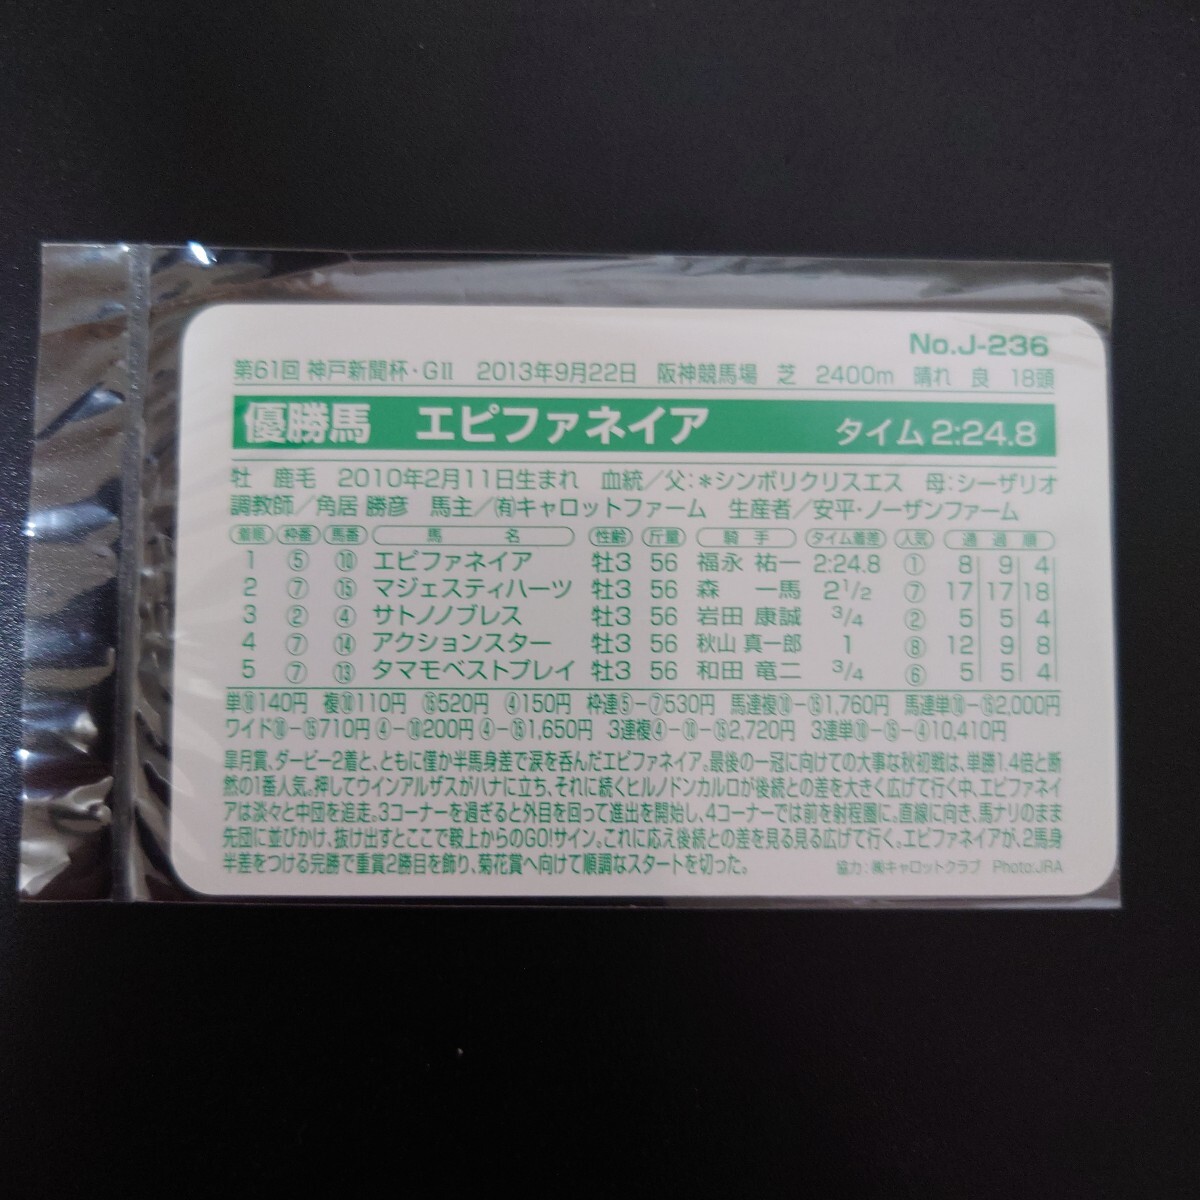 No.J-236
第61回 神戸新聞杯・GⅡ 2013年9月22日 阪神競馬場 芝 2400m 晴れ 良 18頭
優勝馬 エピファネイア タイム 2:24.8
牡 鹿毛 2010年2月11日生まれ 血統/父:*シンボリクリスエス 母:シーザリオ
調教師/角居 勝彦 馬主/㈲キャロットファーム 生産者/安平・ノーザンファーム
着順 枠番 馬番 馬名 性齢 斤量 騎手 タイム着差 人気 通過順
1 ⑤ ⑩ エピファネイア 牡3 56 福永 祐一 2:24.8 ① 8 9 4
2 ⑦ ⑮ マジェスティハーツ 牡3 56 森 一馬 2 1/2 ⑦ 17 17 18
3 ② ④ サトノノブレス 牡3 56 岩田 康誠 3/4 ② 5 5 4
4 ⑦ ⑭ アクションスター 牡3 56 秋山 真一郎 1 ⑧ 12 9 8
5 ⑦ ⑬ タマモベストプレイ 牡3 56 和田 竜二 3/4 ⑥ 5 5 4
単⑩140円 複⑩110円 ⑮520円 ④150円 枠連⑤-⑦530円 馬連複⑩-⑮1,760円 馬連単⑩-⑮2,000円
ワイド⑩-⑮710円 ④-⑩200円 ④-⑮1,650円 3連複④-⑩-⑮2,720円 3連単⑩-⑮-④10,410円
皐月賞、ダービー2着と、ともに僅か半馬身差で涙を呑んだエピファネイア。最後の一冠に向けての大事な秋初戦は、単勝1.4倍と断
然の1番人気。押してウインアルザスがハナに立ち、それに続くヒルノドンカルロが後続との差を大きく広げて行く中、エピファネイ
アは淡々と中団を追走。3コーナーを過ぎると外目を回って進出を開始し、4コーナーでは前を射程圏に。直線に向き、馬ナリのまま
先団に並びかけ、抜け出すとここで鞍上からのGO!サイン。これに応え後続との差を見る見る広げて行く。エピファネイアが、2馬身
半差をつける完勝で重賞2勝目を飾り、菊花賞へ向けて順調なスタートを切った。
協力:㈱キャロットクラブ Photo:JRA